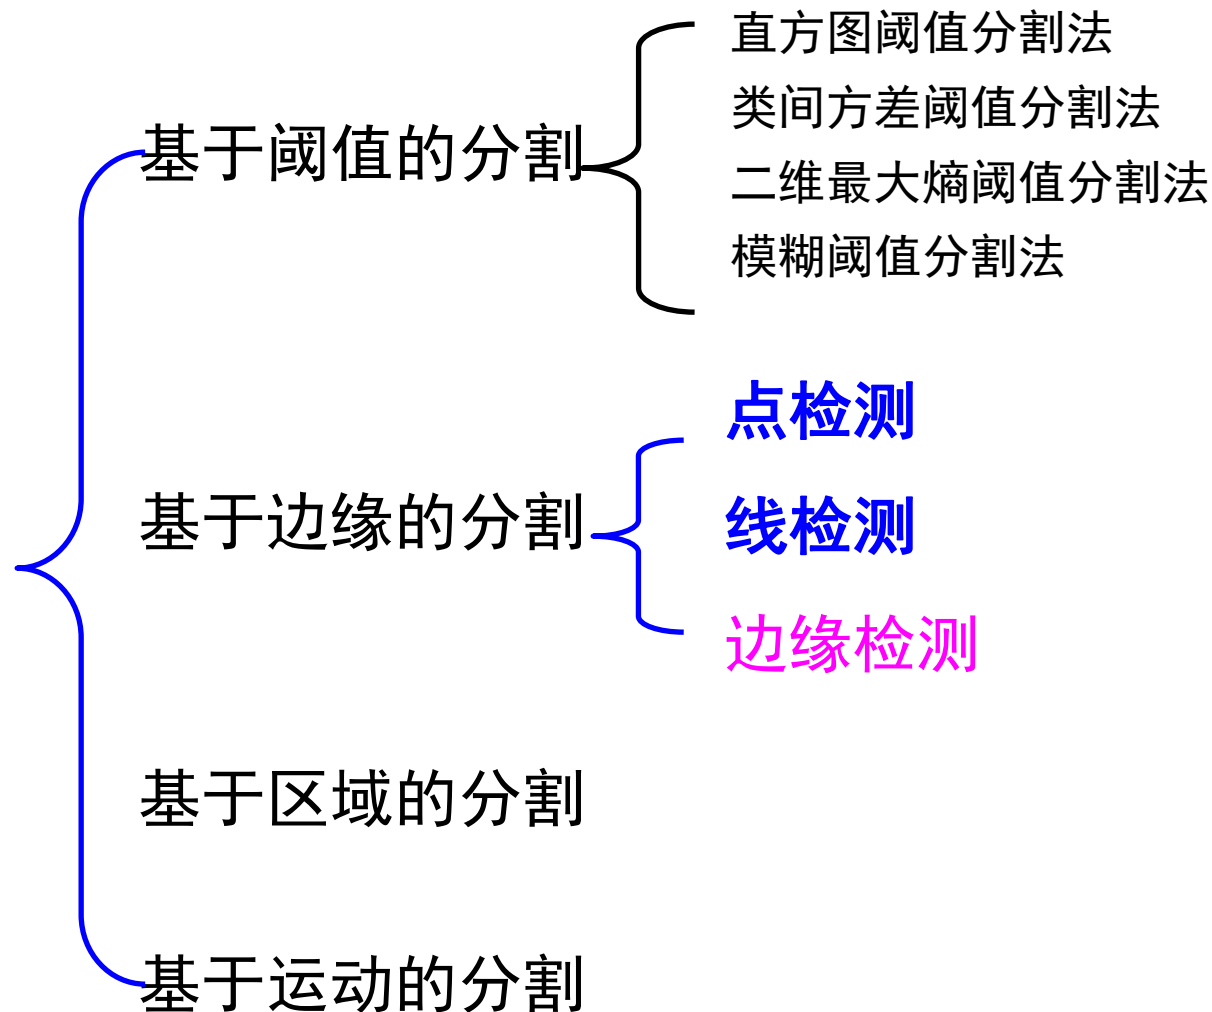 基于阈值的分割
直方图阈值分割法
类间方差阈值分割法
二维最大熵阈值分割法
模糊阈值分割法
基于边缘的分割
点检测
线检测
边缘检测
基于区域的分割
基于运动的分割